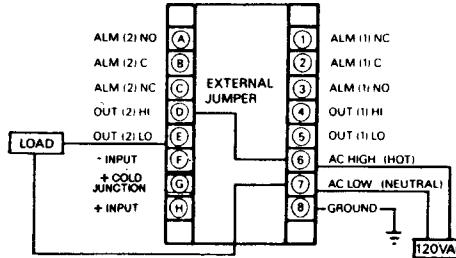 ALM (2) NO A
ALM (2) C B
ALM (2) NC C
OUT (2) HI D
OUT (2) LO E
- INPUT F
+ COLD JUNCTION G
+ INPUT H
LOAD
EXTERNAL JUMPER
1 ALM (1) NC
2 ALM (1) C
3 ALM (1) NO
4 OUT (1) HI
5 OUT (1) LO
6 AC HIGH (HOT)
7 AC LOW (NEUTRAL)
8 GROUND
120VA